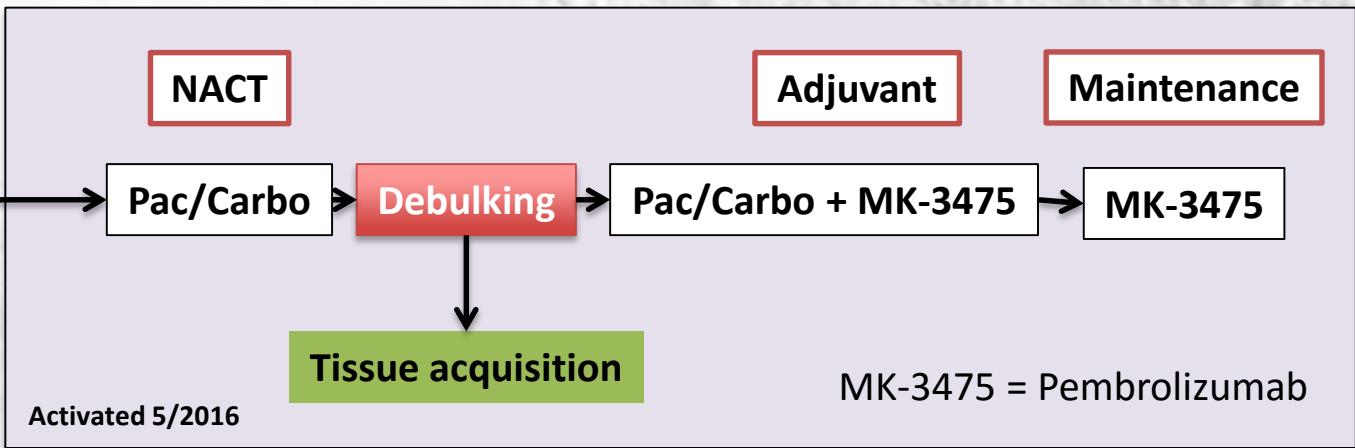 NACT
Adjuvant
Maintenance
Pac/Carbo
Debulking
Pac/Carbo + MK-3475
MK-3475
Tissue acquisition
MK-3475 = Pembrolizumab
Activated 5/2016